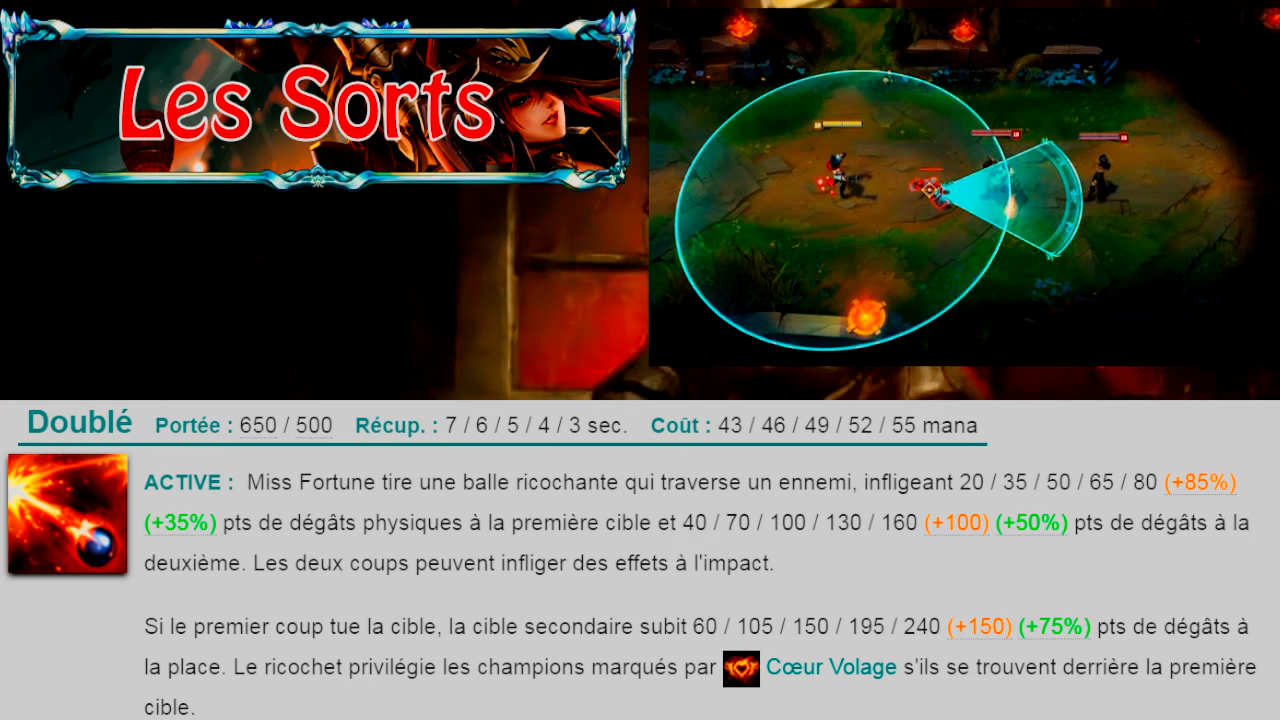 Les Sorts
Doublé Portée : 650 / 500 Récup. : 7 / 6 / 5 / 4 / 3 sec. Coût : 43 / 46 / 49 / 52 / 55 mana
ACTIVE : Miss Fortune tire une balle ricochante qui traverse un ennemi, infligeant 20 / 35 / 50 / 65 / 80 (+85%)
(+35%) pts de dégâts physiques à la première cible et 40 / 70 / 100 / 130 / 160 (+100) (+50%) pts de dégâts à la
deuxième. Les deux coups peuvent infliger des effets à l'impact.
Si le premier coup tue la cible, la cible secondaire subit 60 / 105 / 150 / 195 / 240 (+150) (+75%) pts de dégâts à
la place. Le ricochet privilégie les champions marqués par Cœur Volage s'ils se trouvent derrière la première
cible.